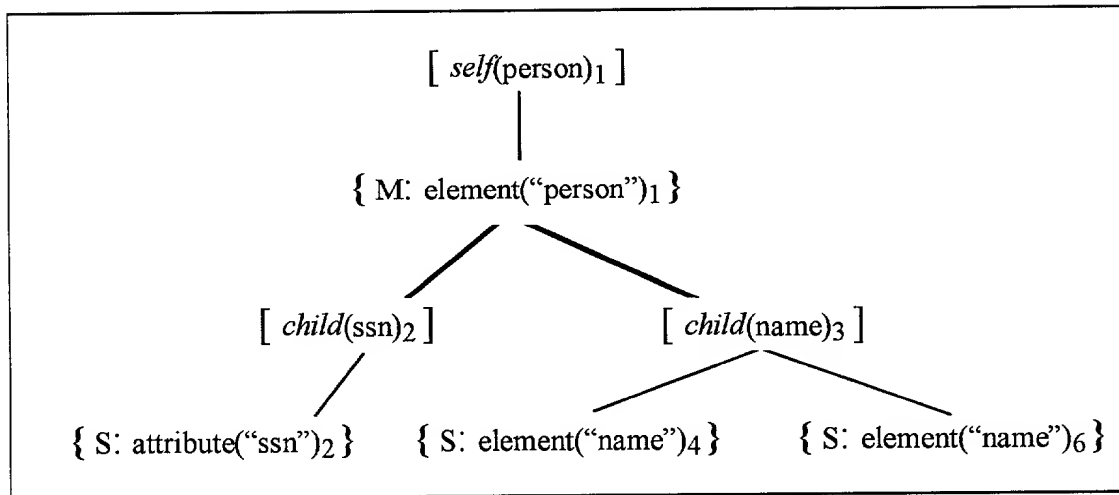 [ self(person)1 ]
{ M: element(“person”)1 }
[ child(ssn)2 ] [ child(name)3 ]
{ S: attribute(“ssn”)2 } { S: element(“name”)4 } { S: element(“name”)6 }